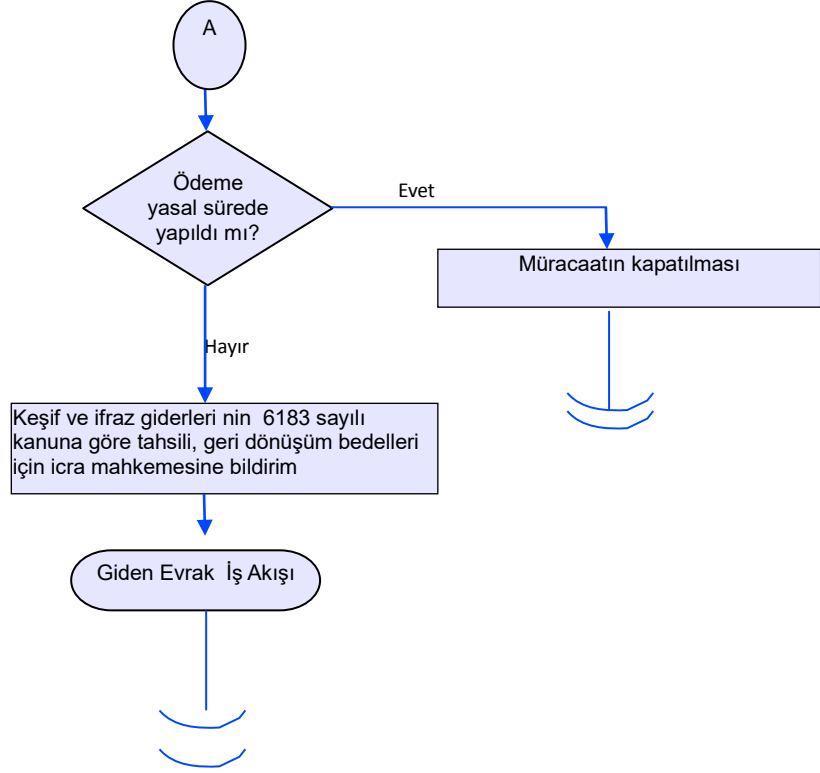 A
Ödeme
yasal sürede
yapıldı mı?
Evet
Müracaatın kapatılması
Hayır
Keşif ve ifraz giderleri nin 6183 sayılı
kanuna göre tahsili, geri dönüşüm bedelleri
için icra mahkemesine bildirim
Giden Evrak İş Akışı